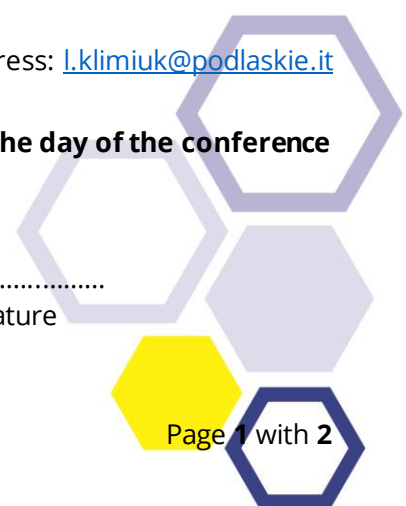 ress: l.klimiuk@podlaskie.it
he day of the conference
...................
ature
Page 1 with 2